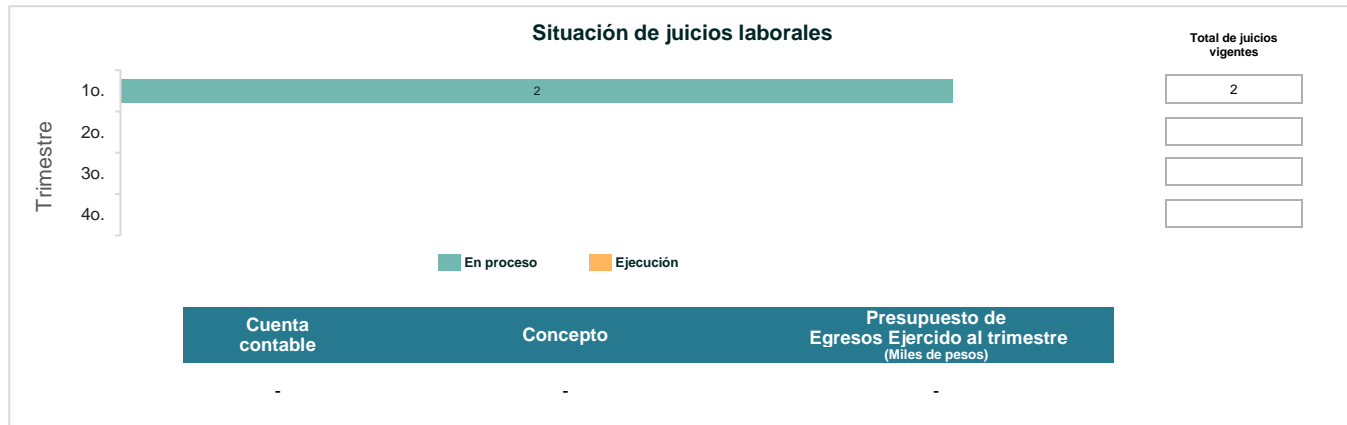 Situación de juicios laborales
Total de juicios
vigentes
Trimestre
1o.
2
2
2o.
3o.
4o.
En proceso
Ejecución
Cuenta
contable
Concepto
Presupuesto de
Egresos Ejercido al trimestre
(Miles de pesos)
-
-
-